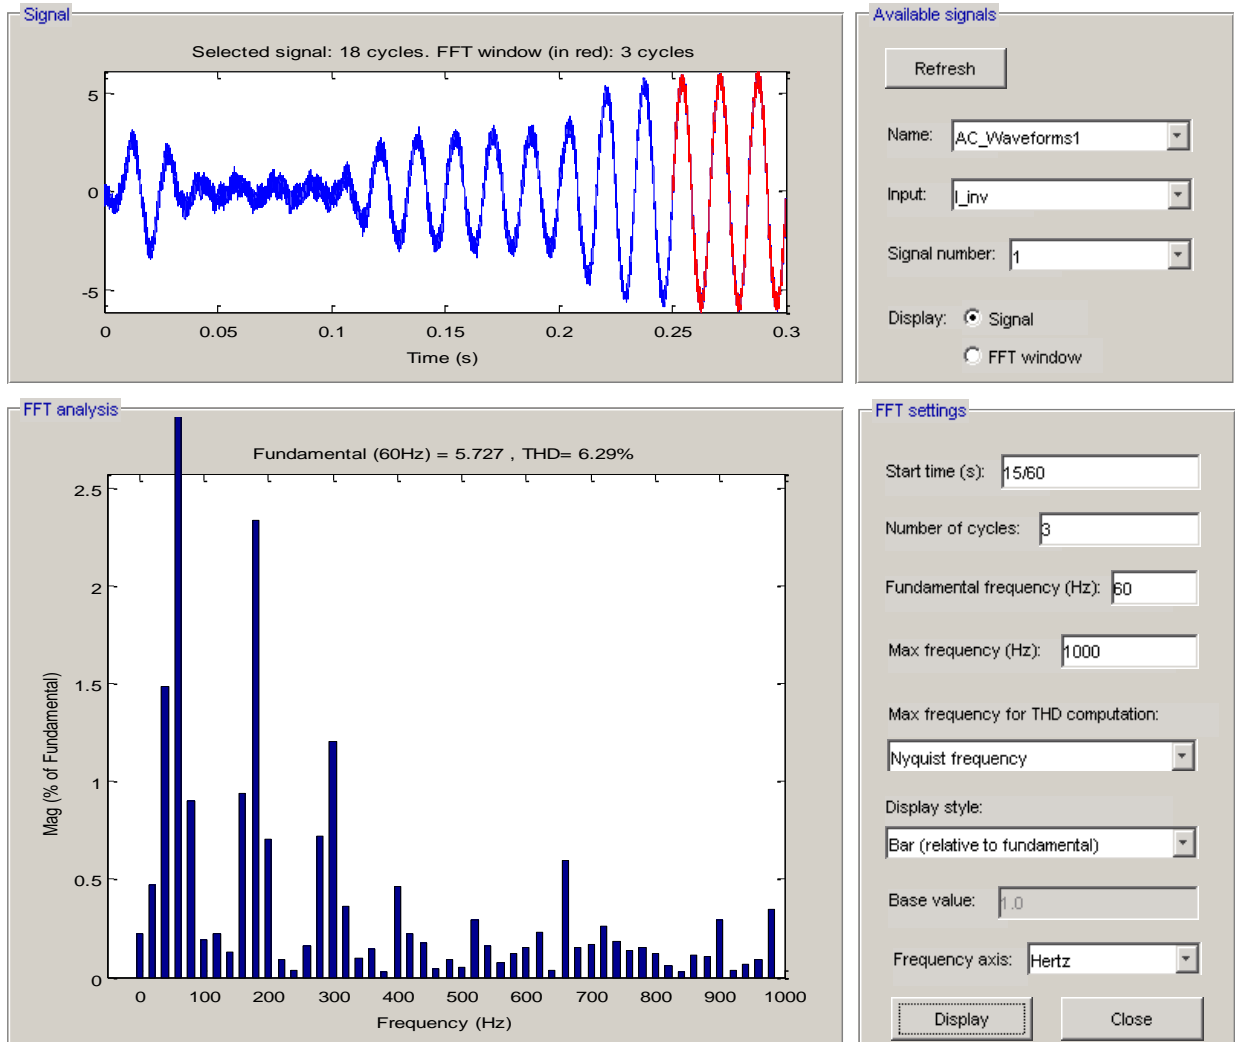 Signal
Selected signal: 18 cycles. FFT window (in red): 3 cycles
5
0
-5
0 0.05 0.1 0.15 0.2 0.25 0.3
Time (s)
Available signals
Refresh
Name: AC_Waveforms1
Input: I_inv
Signal number: 1
Display: Signal
FFT window
FFT analysis
Fundamental (60Hz) = 5.727 , THD= 6.29%
Mag (% of Fundamental)
2.5
2
1.5
1
0.5
0
0 100 200 300 400 500 600 700 800 900 1000
Frequency (Hz)
FFT settings
Start time (s): 15/60
Number of cycles: 3
Fundamental frequency (Hz): 60
Max frequency (Hz): 1000
Max frequency for THD computation:
Nyquist frequency
Display style:
Bar (relative to fundamental)
Base value: 1.0
Frequency axis: Hertz
Display Close